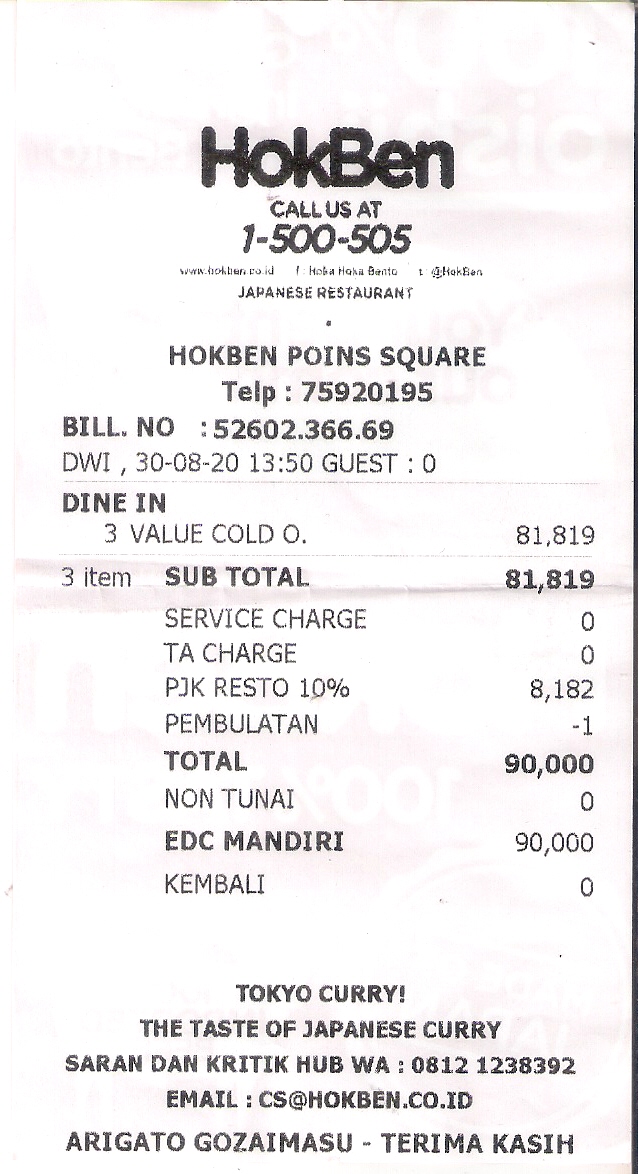 HokBen
CALL US AT
1-500-505
www.hokben.co.id f : Hoka Hoka Bento t : @HokBen
JAPANESE RESTAURANT
.
HOKBEN POINS SQUARE
Telp : 75920195
BILL. NO : 52602.366.69
DWI , 30-08-20 13:50 GUEST : 0
DINE IN
3 VALUE COLD O. 81,819
3 item SUB TOTAL 81,819
SERVICE CHARGE 0
TA CHARGE 0
PJK RESTO 10% 8,182
PEMBULATAN -1
TOTAL 90,000
NON TUNAI 0
EDC MANDIRI 90,000
KEMBALI 0
TOKYO CURRY!
THE TASTE OF JAPANESE CURRY
SARAN DAN KRITIK HUB WA : 0812 1238392
EMAIL : CS@HOKBEN.CO.ID
ARIGATO GOZAIMASU - TERIMA KASIH